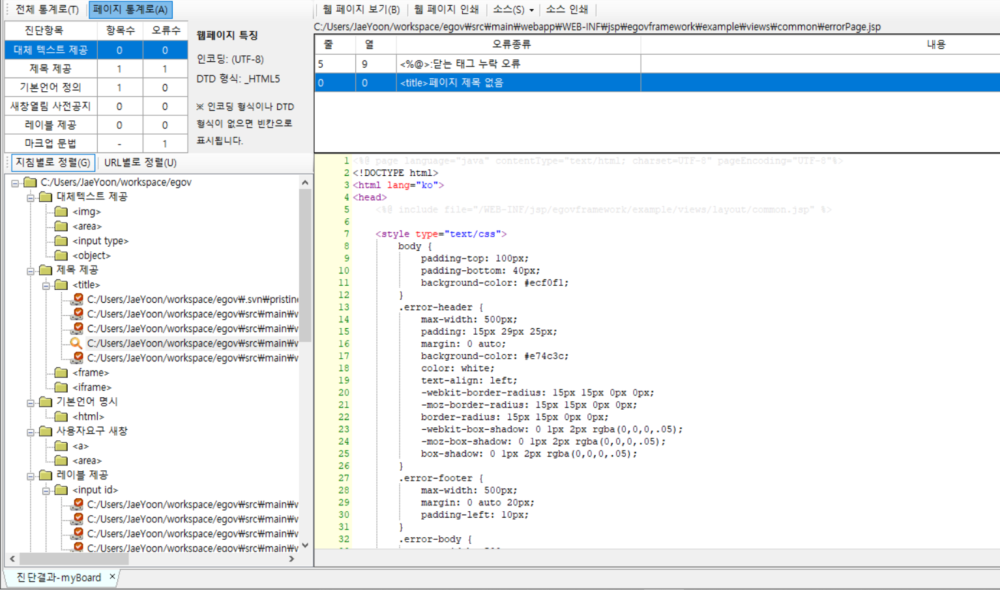 전체 통계로(T) 페이지 통계로(A)
진단항목 항목수 오류수
대체 텍스트 제공 0 0
제목 제공 1 1
기본언어 정의 1 0
새창열림 사전공지 0 0
레이블 제공 0 0
마크업 문법 - 1
웹페이지 특징
인코딩: (UTF-8)
DTD 형식: _HTML5
※ 인코딩 형식이나 DTD
형식이 없으면 빈칸으로
표시됩니다.
지침별로 정렬(G) URL별로 정렬(U)
C:/Users/JaeYoon/workspace/egov
대체텍스트 제공
<img>
<area>
<input type>
<object>
제목 제공
<title>
C:/Users/JaeYoon/workspace/egov₩.svn₩pristine
C:/Users/JaeYoon/workspace/egov₩src₩main₩w
C:/Users/JaeYoon/workspace/egov₩src₩main₩w
C:/Users/JaeYoon/workspace/egov₩src₩main₩w
C:/Users/JaeYoon/workspace/egov₩src₩main₩w
<frame>
<iframe>
기본언어 명시
<html>
사용자요구 새창
<a>
<area>
레이블 제공
<input id>
C:/Users/JaeYoon/workspace/egov₩src₩main₩w
C:/Users/JaeYoon/workspace/egov₩src₩main₩w
C:/Users/JaeYoon/workspace/egov₩src₩main₩w
C:/Users/JaeYoon/workspace/egov₩src₩main₩w
진단결과-myBoard ×
웹 페이지 보기(B) 웹 페이지 인쇄 소스(S) 소스 인쇄
C:/Users/JaeYoon/workspace/egov₩src₩main₩webapp₩WEB-INF₩jsp₩egovframework₩example₩views₩common₩errorPage.jsp
줄 열 오류종류 내용
5 9 <%@>:닫는 태그 누락 오류
0 0 <title>페이지 제목 없음
1 <%@ page language="java" contentType="text/html; charset=UTF-8" pageEncoding="UTF-8"%>
2 <!DOCTYPE html>
3 <html lang="ko">
4 <head>
5 <%@ include file="/WEB-INF/jsp/egovframework/example/views/layout/common.jsp" %>
6
7 <style type="text/css">
8 body {
9 padding-top: 100px;
10 padding-bottom: 40px;
11 background-color: #ecf0f1;
12 }
13 .error-header {
14 max-width: 500px;
15 padding: 15px 29px 25px;
16 margin: 0 auto;
17 background-color: #e74c3c;
18 color: white;
19 text-align: left;
20 -webkit-border-radius: 15px 15px 0px 0px;
21 -moz-border-radius: 15px 15px 0px 0px;
22 border-radius: 15px 15px 0px 0px;
23 -webkit-box-shadow: 0 1px 2px rgba(0,0,0,.05);
24 -moz-box-shadow: 0 1px 2px rgba(0,0,0,.05);
25 box-shadow: 0 1px 2px rgba(0,0,0,.05);
26 }
27 .error-footer {
28 max-width: 500px;
29 margin: 0 auto 20px;
30 padding-left: 10px;
31 }
32 .error-body {